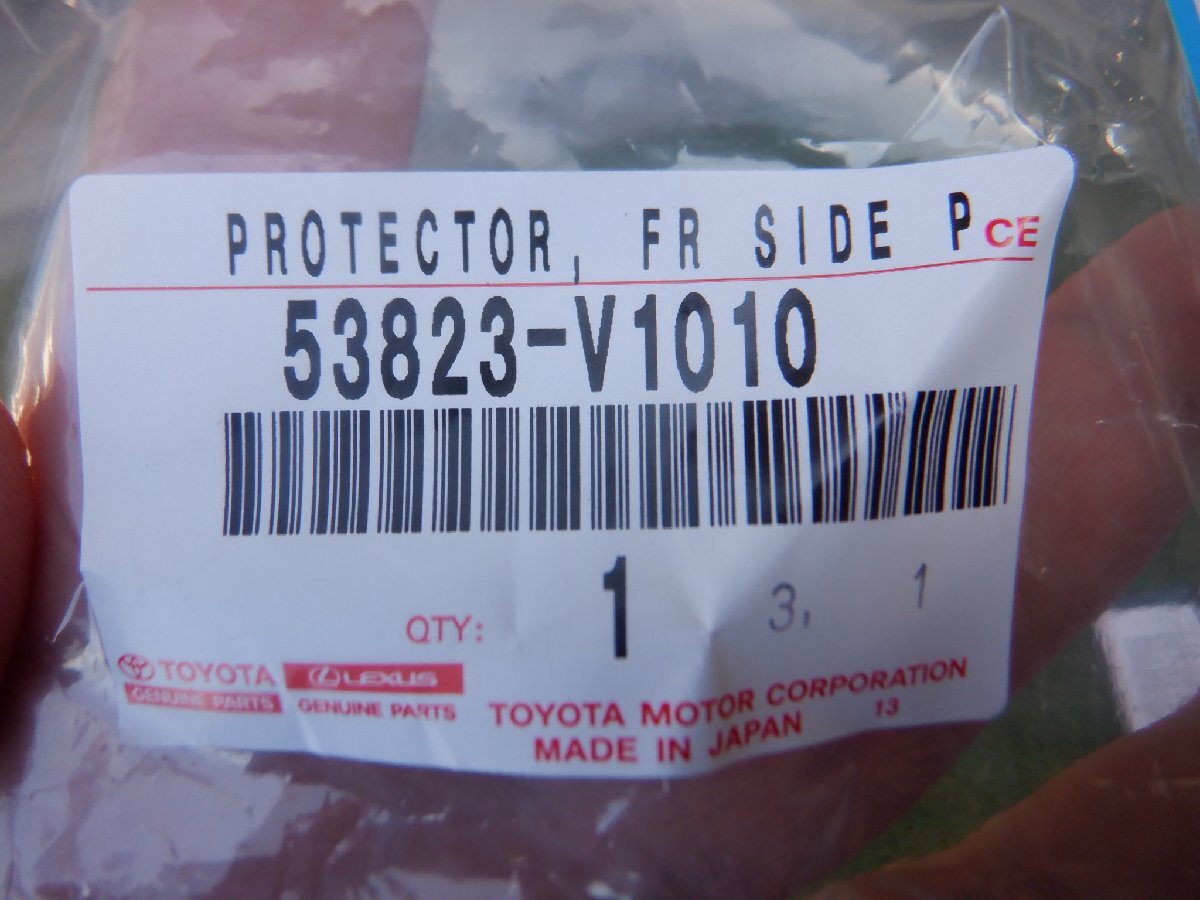 PROTECTOR, FR SIDE P CE
53823-V1010
QTY: 1 3, 1
TOYOTA LEXUS
GENUINE PARTS GENUINE PARTS
TOYOTA MOTOR CORPORATION
MADE IN JAPAN 13